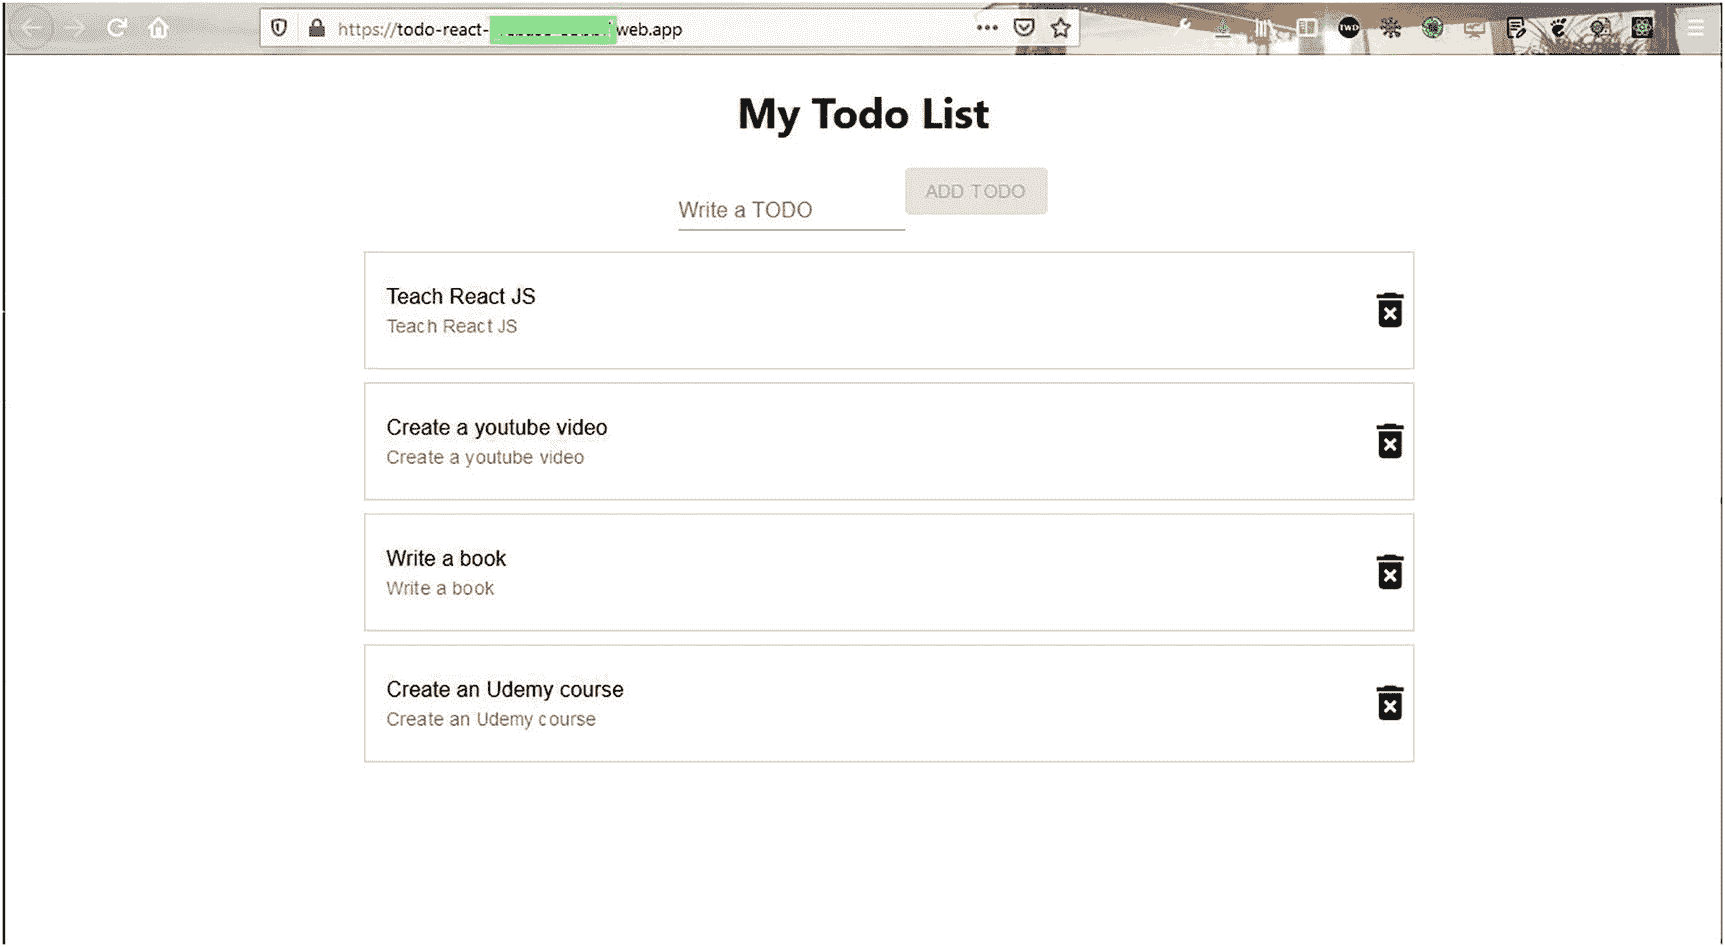 https://todo-react-
web.app
IWD
My Todo List
Write a TODO
ADD TODO
Teach React JS
Teach React JS
Create a youtube video
Create a youtube video
Write a book
Write a book
Create an Udemy course
Create an Udemy course